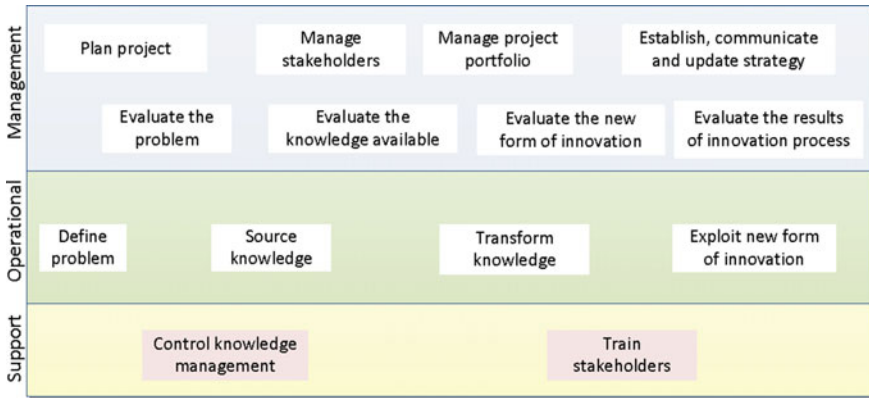 Management
Plan project
Manage
stakeholders
Manage project
portfolio
Establish, communicate
and update strategy
Evaluate the
problem
Evaluate the
knowledge available
Evaluate the new
form of innovation
Evaluate the results
of innovation process
Operational
Define
problem
Source
knowledge
Transform
knowledge
Exploit new form
of innovation
Support
Control knowledge
management
Train
stakeholders